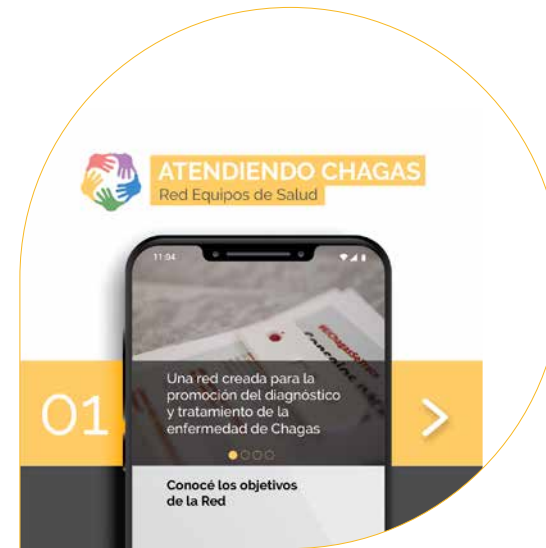 ATENDIENDO CHAGAS
Red Equipos de Salud
11:04
Una red creada para la
promoción del diagnóstico
y tratamiento de la
enfermedad de Chagas
01
Conocé los objetivos
de la Red